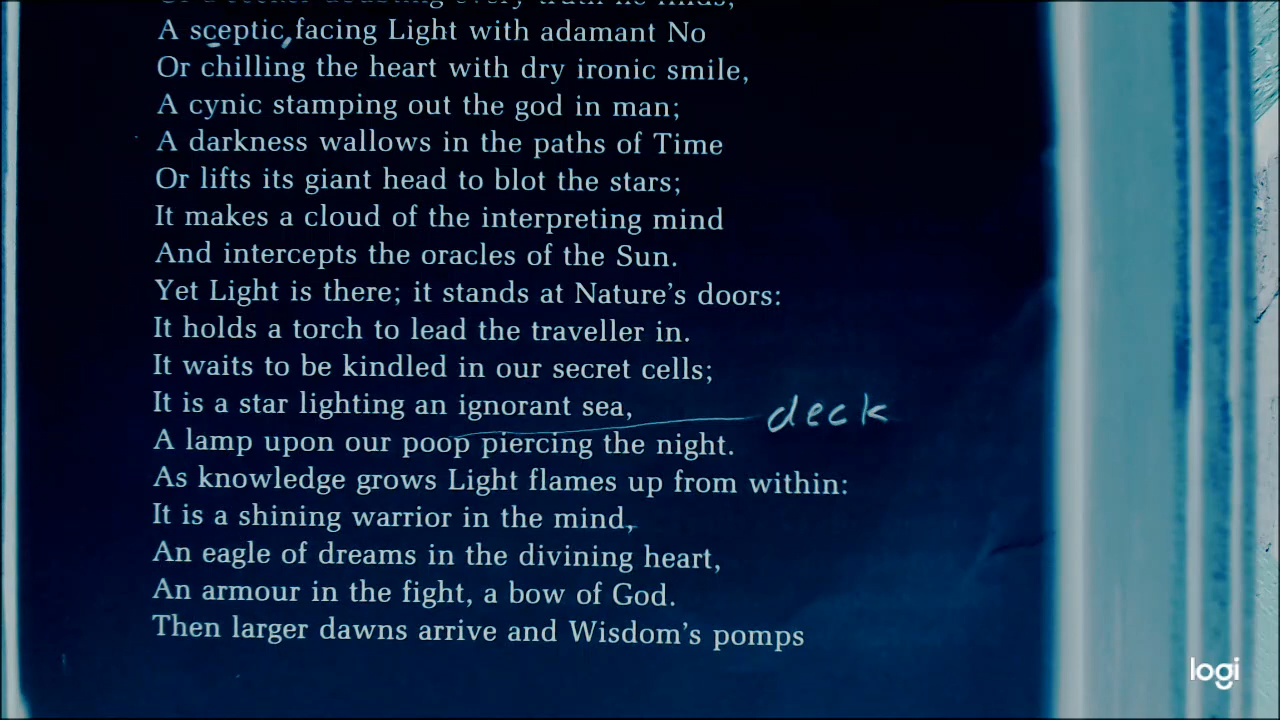 A sceptic, facing Light with adamant No
Or chilling the heart with dry ironic smile,
A cynic stamping out the god in man;
A darkness wallows in the paths of Time
Or lifts its giant head to blot the stars;
It makes a cloud of the interpreting mind
And intercepts the oracles of the Sun.
Yet Light is there; it stands at Nature's doors:
It holds a torch to lead the traveller in.
It waits to be kindled in our secret cells;
It is a star lighting an ignorant sea,
deck
A lamp upon our poop piercing the night.
As knowledge grows Light flames up from within:
It is a shining warrior in the mind,
An eagle of dreams in the divining heart,
An armour in the fight, a bow of God.
Then larger dawns arrive and Wisdom's pomps
logi